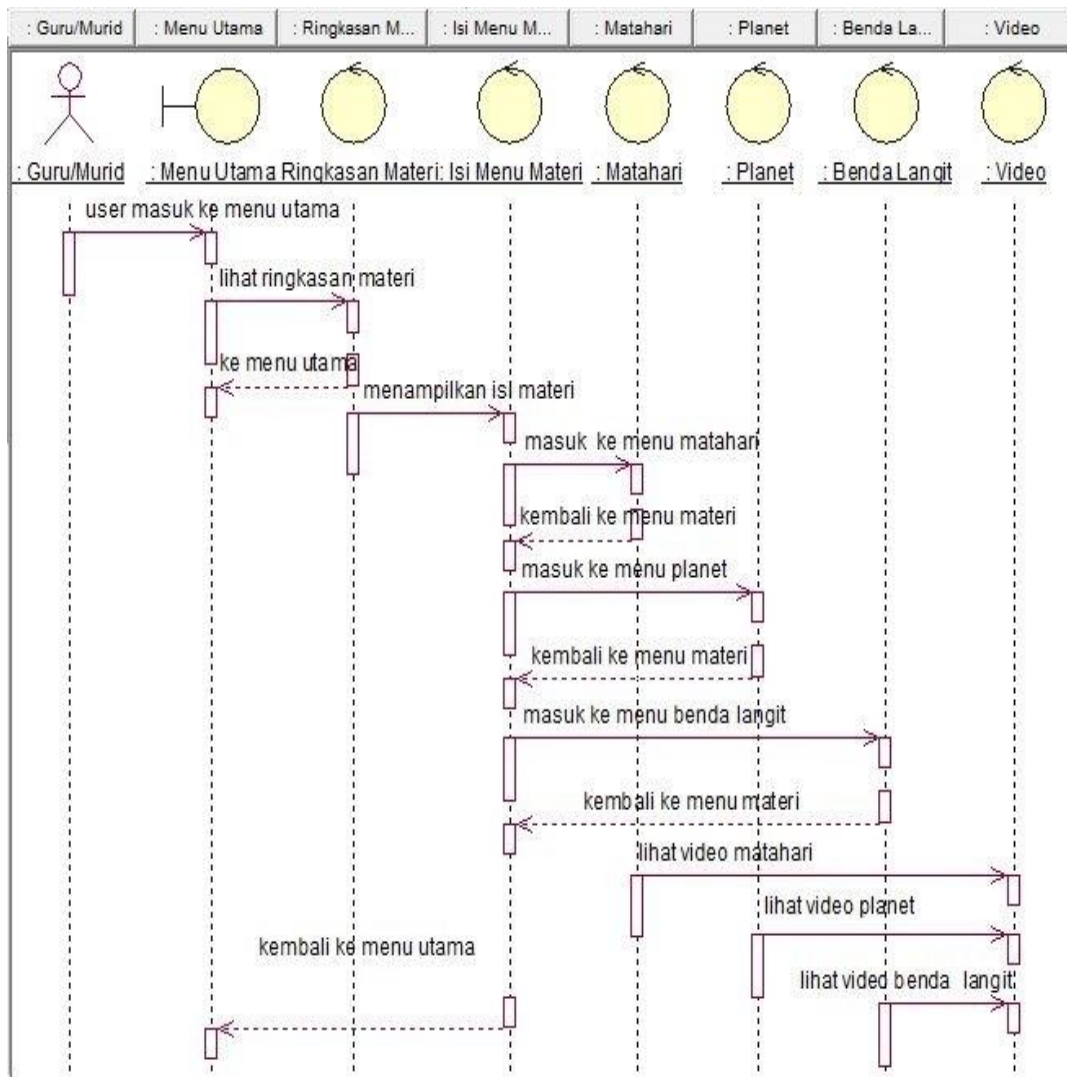 : Guru/Murid
: Menu Utama
: Ringkasan M...
: Isi Menu M...
: Matahari
: Planet
: Benda La...
: Video
: Guru/Murid
: Menu Utama
Ringkasan Materi
: Isi Menu Materi
: Matahari
: Planet
: Benda Langit
: Video
user masuk ke menu utama
lihat ringkasan materi
ke menu utama
menampilkan isI materi
masuk ke menu matahari
kembali ke menu materi
masuk ke menu planet
kembali ke menu materi
masuk ke menu benda langit
kembali ke menu materi
lihat video matahari
lihat video planet
kembali ke menu utama
lihat video benda langit